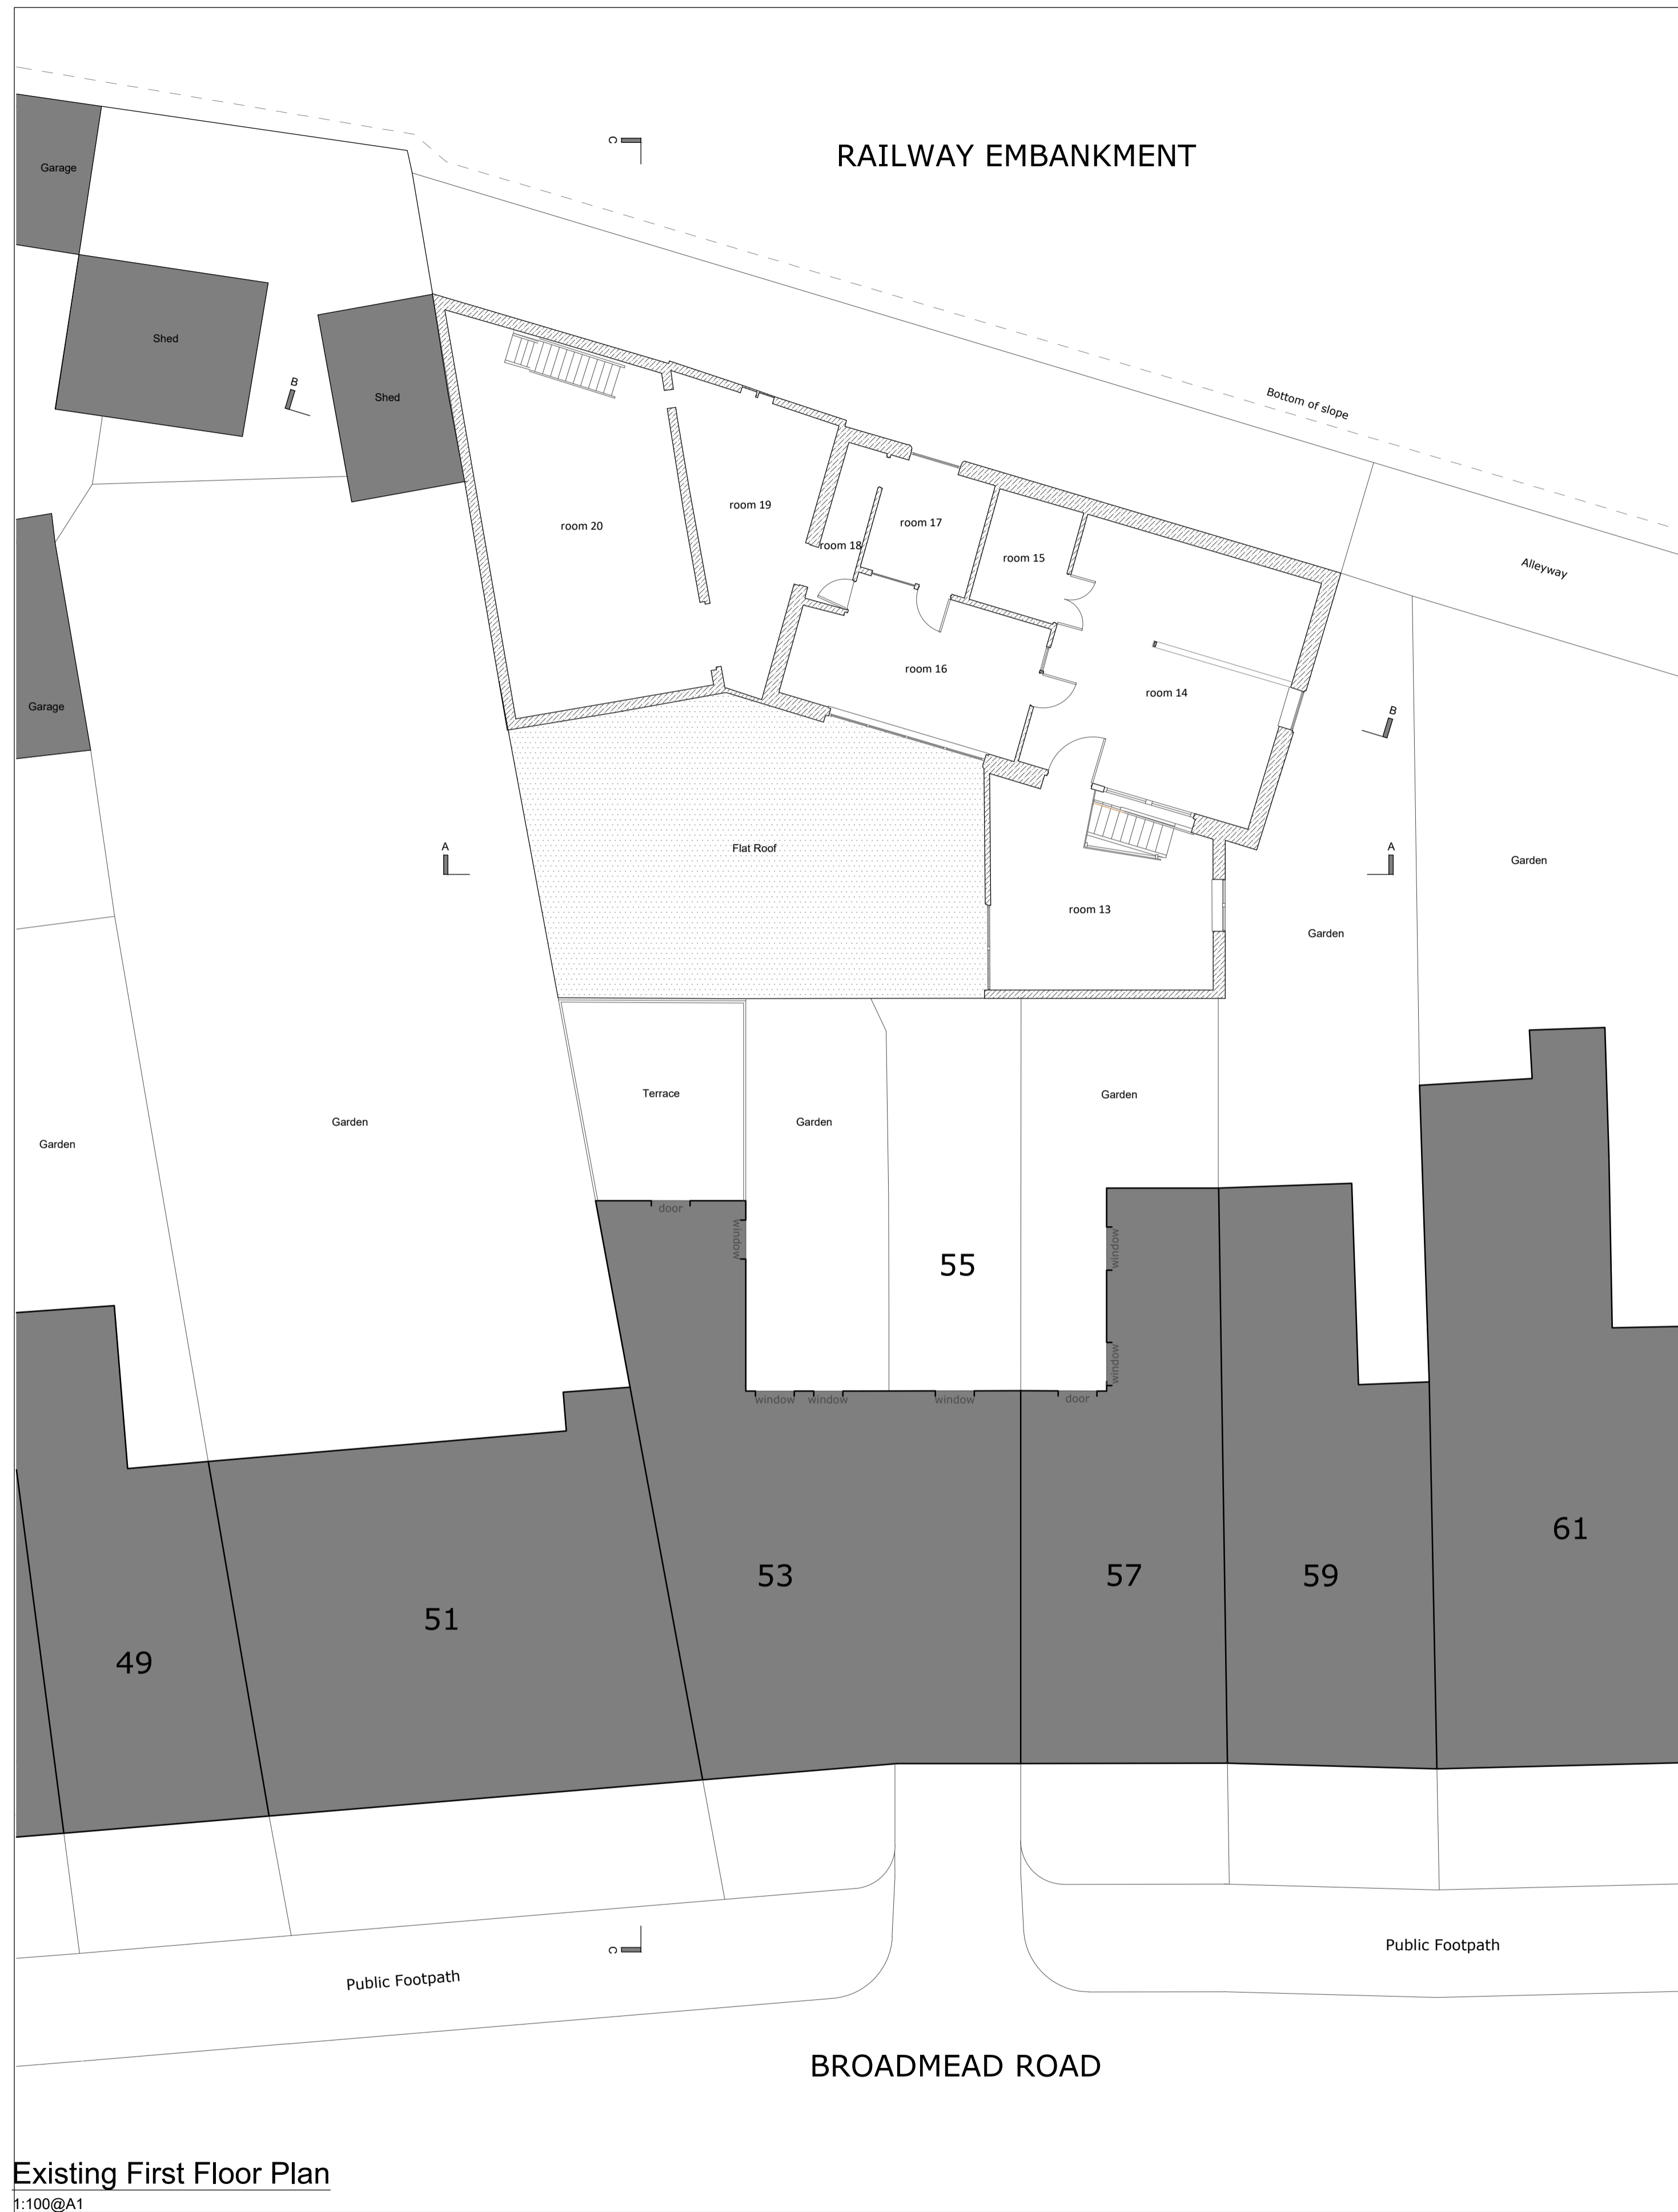 C
RAILWAY EMBANKMENT
Garage
Shed
B
Shed
Bottom of slope
Alleyway
room 20
room 19
room 18
room 17
room 15
room 16
room 14
Garage
B
A
Flat Roof
A
Garden
room 13
Garden
Terrace
Garden
Garden
Garden
Garden
door
window
window
55
window
window
window
window
door
61
53
57
59
51
49
C
Public Footpath
Public Footpath
BROADMEAD ROAD
Existing First Floor Plan
1:100@A1